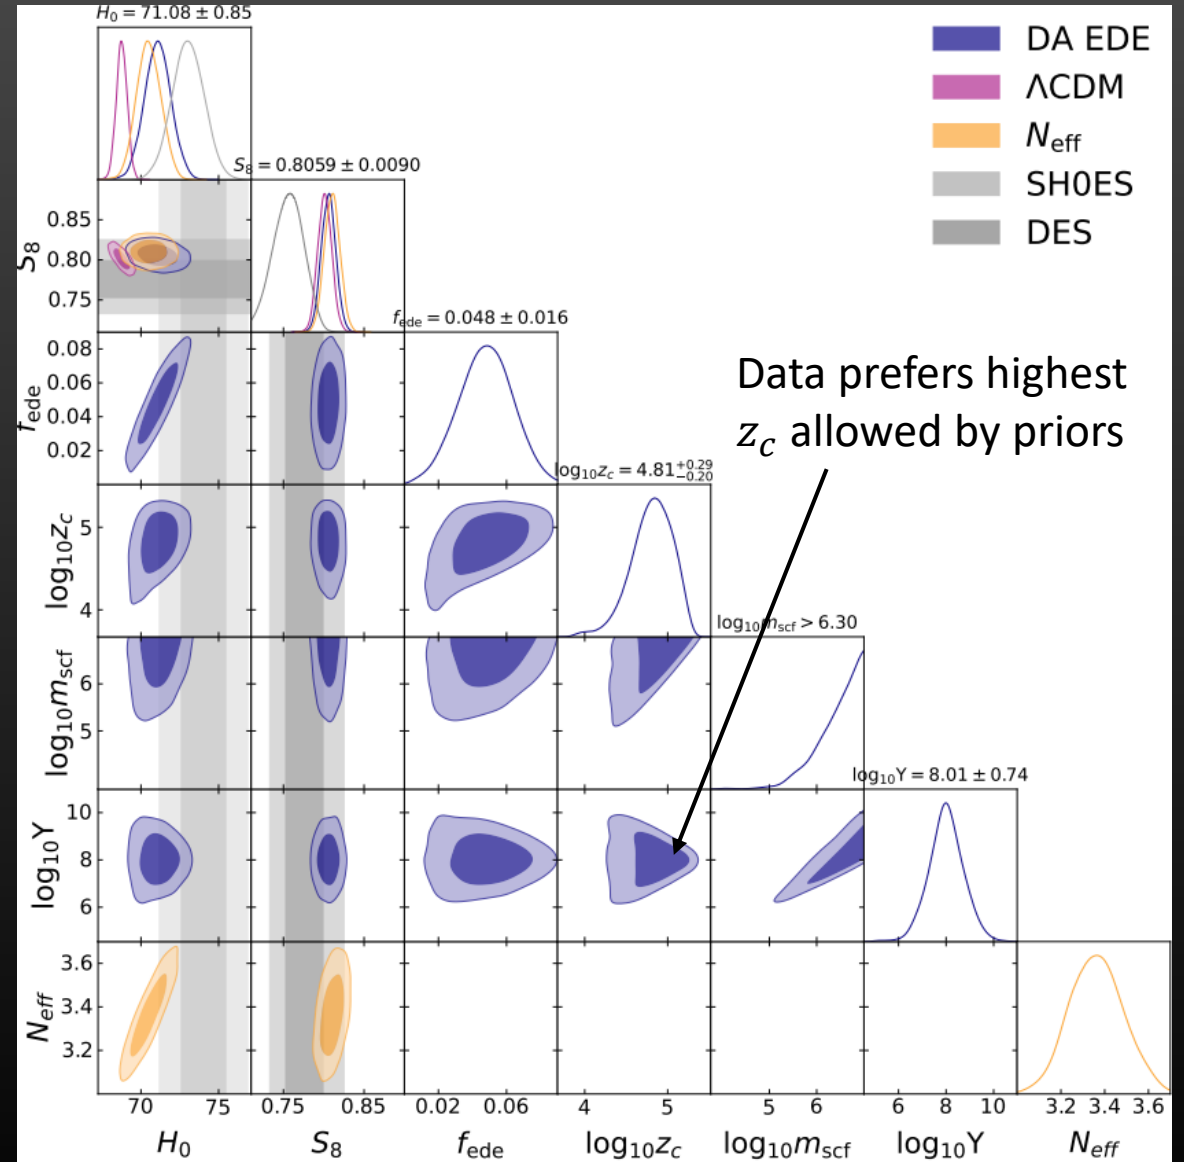 H₀ = 71.08 ± 0.85
DA EDE
ΛCDM
N_eff
SH0ES
DES
S₈ = 0.8059 ± 0.0090
0.85
0.80
0.75
S₈
f_ede = 0.048 ± 0.016
0.08
0.06
0.04
0.02
f_ede
Data prefers highest
z_c allowed by priors
log₁₀z_c = 4.81^{+0.29}_{−0.20}
5
4
log₁₀z_c
log₁₀m_scf > 6.30
6
5
log₁₀m_scf
log₁₀Y = 8.01 ± 0.74
10
8
6
log₁₀Y
3.6
3.4
3.2
N_eff
70 75 0.75 0.85 0.02 0.06 4 5 5 6 6 8 10 3.2 3.4 3.6
H₀ S₈ f_ede log₁₀z_c log₁₀m_scf log₁₀Y N_eff